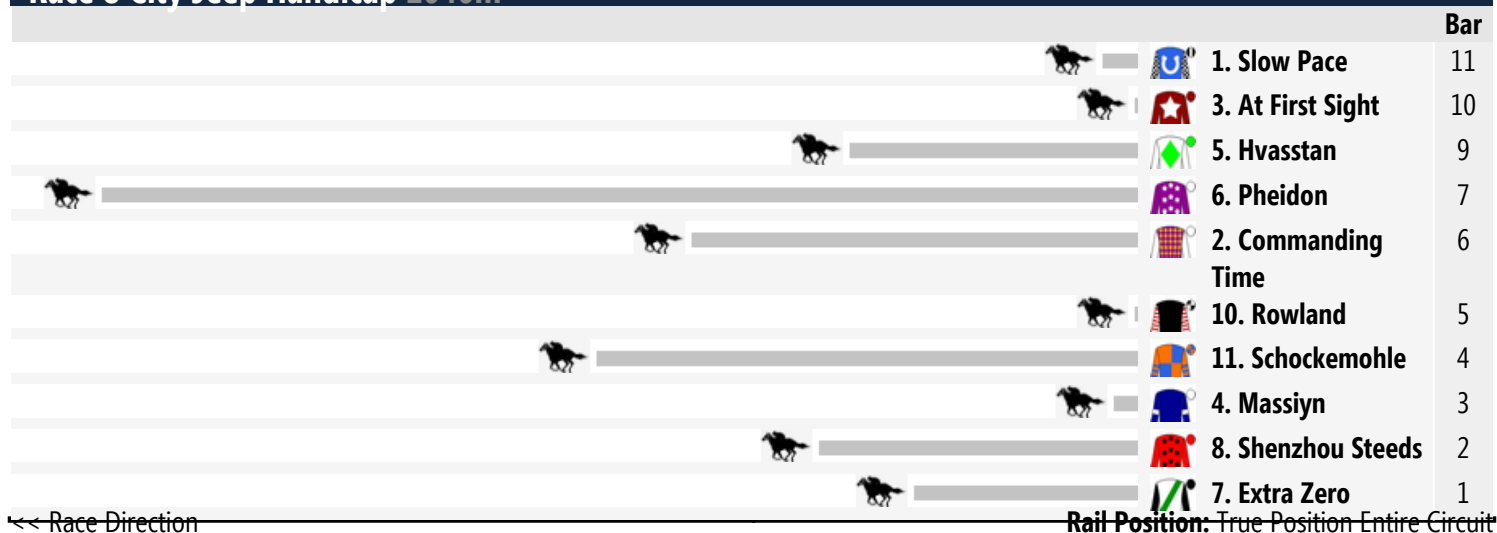 Bar
1. Slow Pace 11
3. At First Sight 10
5. Hvasstan 9
6. Pheidon 7
2. Commanding 6
Time
10. Rowland 5
11. Schockemohle 4
4. Massiyn 3
8. Shenzhou Steeds 2
7. Extra Zero 1
<< Race Direction Rail Position: True Position Entire Circuit